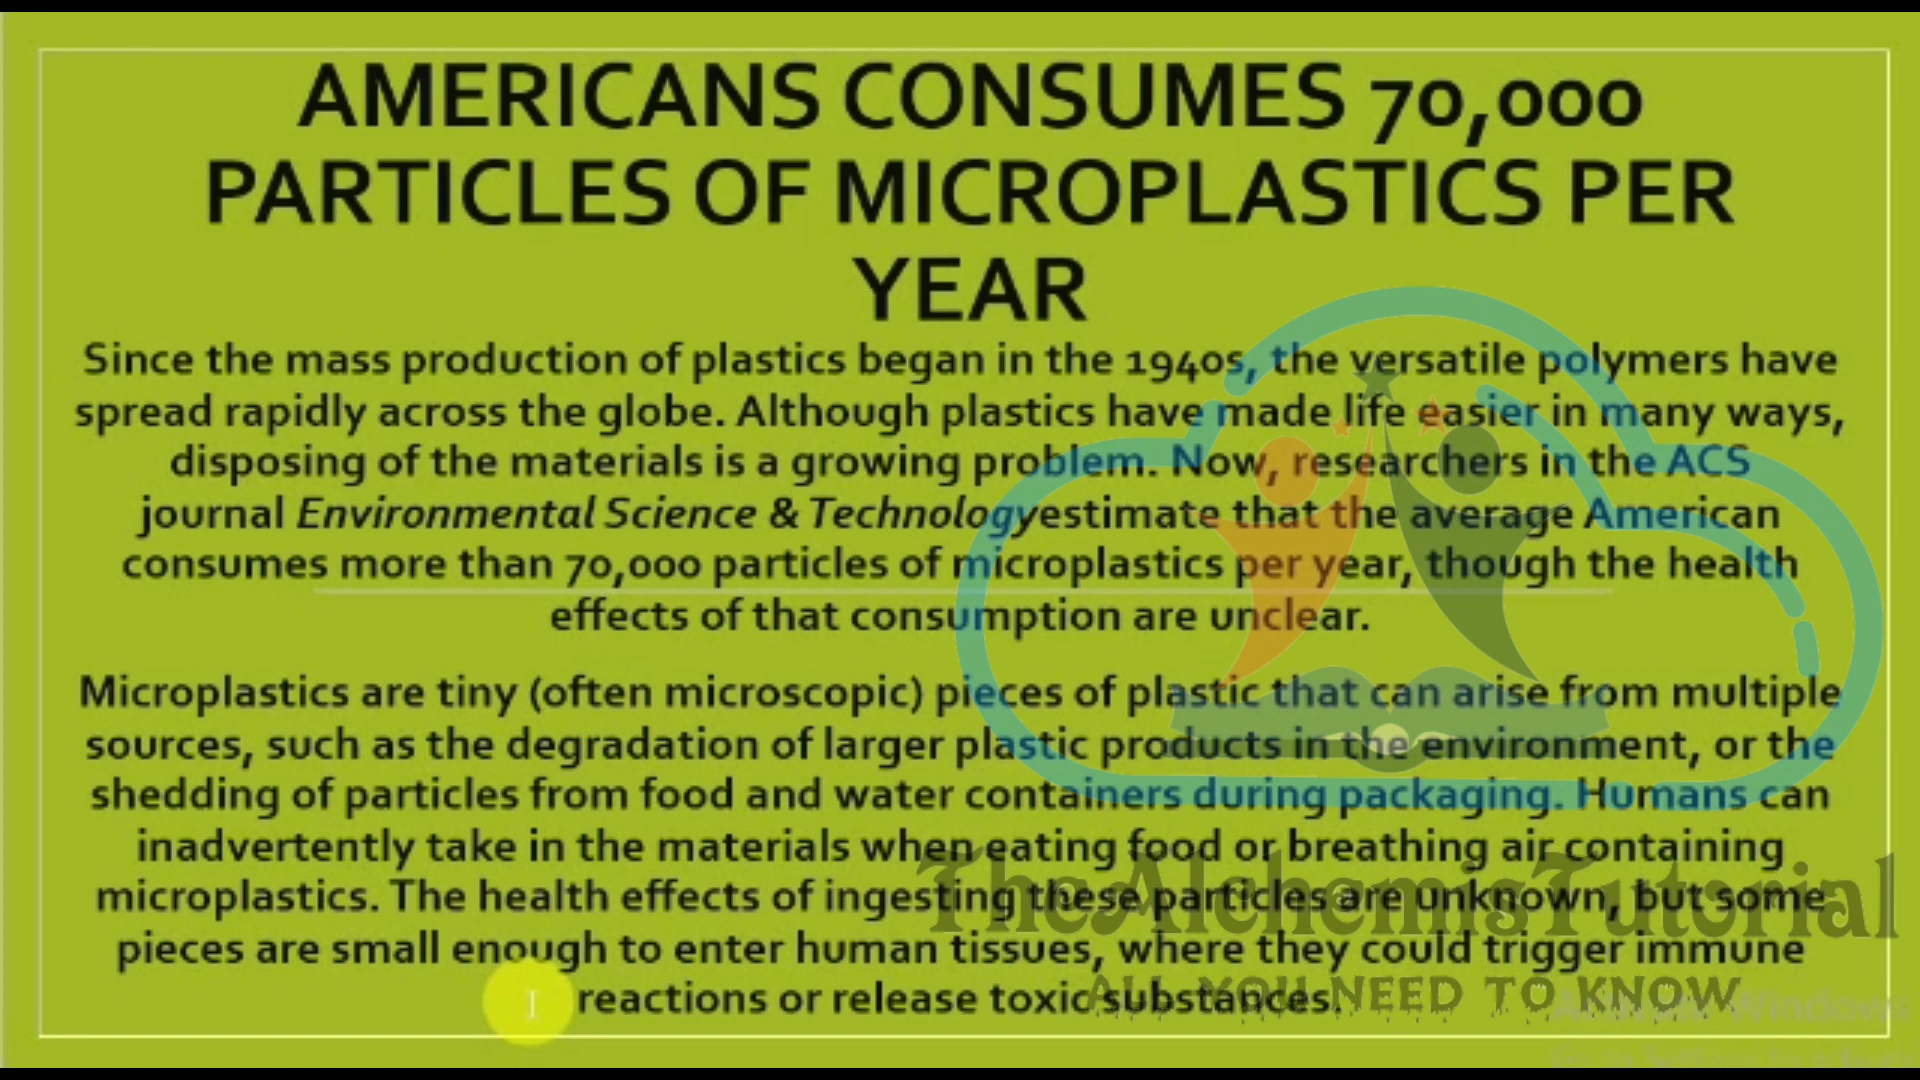 AMERICANS CONSUMES 70,000
PARTICLES OF MICROPLASTICS PER
YEAR
Since the mass production of plastics began in the 1940s, the versatile polymers have
spread rapidly across the globe. Although plastics have made life easier in many ways,
disposing of the materials is a growing problem. Now, researchers in the ACS
journal Environmental Science & Technologyestimate that the average American
consumes more than 70,000 particles of microplastics per year, though the health
effects of that consumption are unclear.
Microplastics are tiny (often microscopic) pieces of plastic that can arise from multiple
sources, such as the degradation of larger plastic products in the environment, or the
shedding of particles from food and water containers during packaging. Humans can
inadvertently take in the materials when eating food or breathing air containing
microplastics. The health effects of ingesting these particles are unknown, but some
pieces are small enough to enter human tissues, where they could trigger immune
reactions or release toxic substances.
TheAlchemisTutorial
ALL YOU NEED TO KNOW
Activate Windows